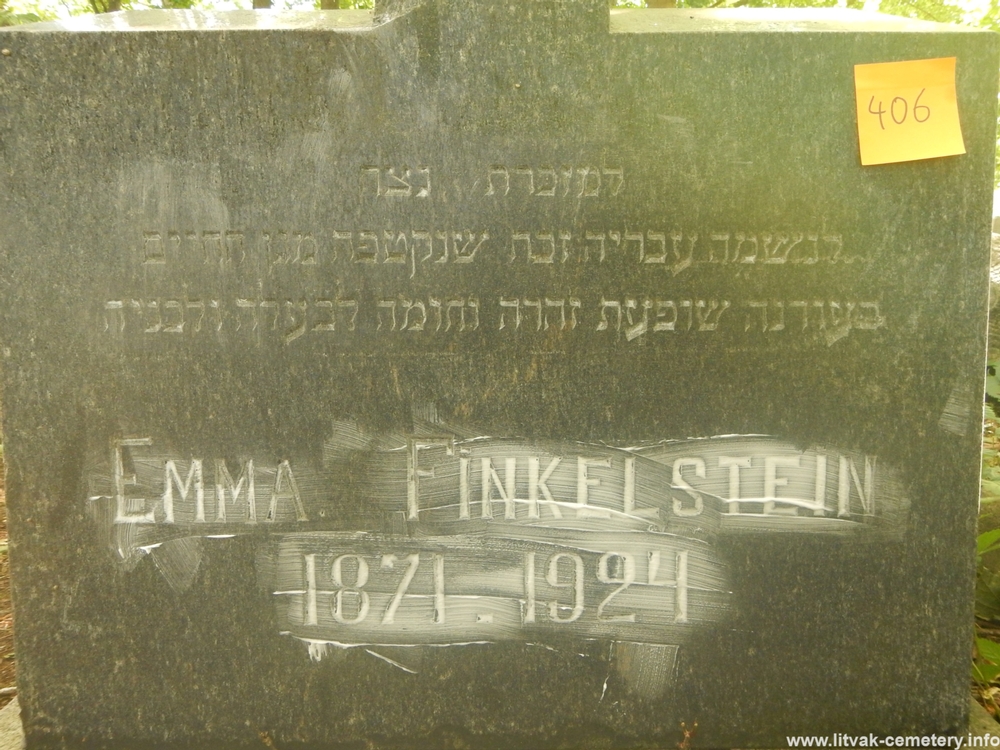 406
למזכרת נצח
לנשמה עבריה זכה שנקטפה מגן החיים
בעודנה שופעת זהרה וחומה לבעלה ולבניה
EMMA FINKELSTEIN
1871 - 1924
www.litvak-cemetery.info